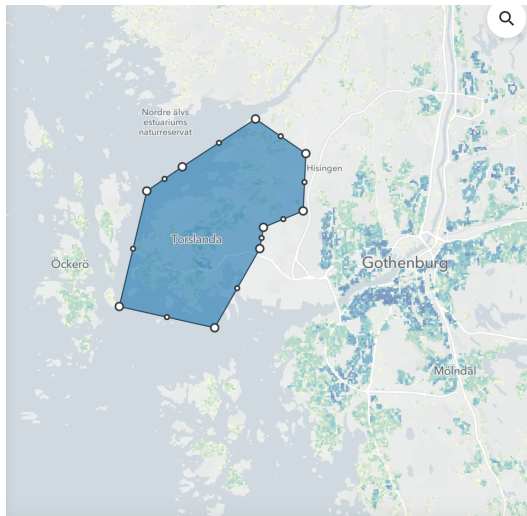 Nordre älvs
estuariums
naturreservat
Hisingen
Torslanda
Öckerö
Gothenburg
Mölndal